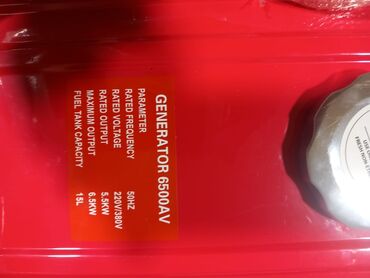 GENERATOR 6500AV
PARAMETER
RATED FREQUENCY 50HZ
RATED VOLTAGE 220V/380V
RATED OUTPUT 5.5KW
MAXIMUM OUTPUT 6.5KW
FUEL TANK CAPACITY 15L